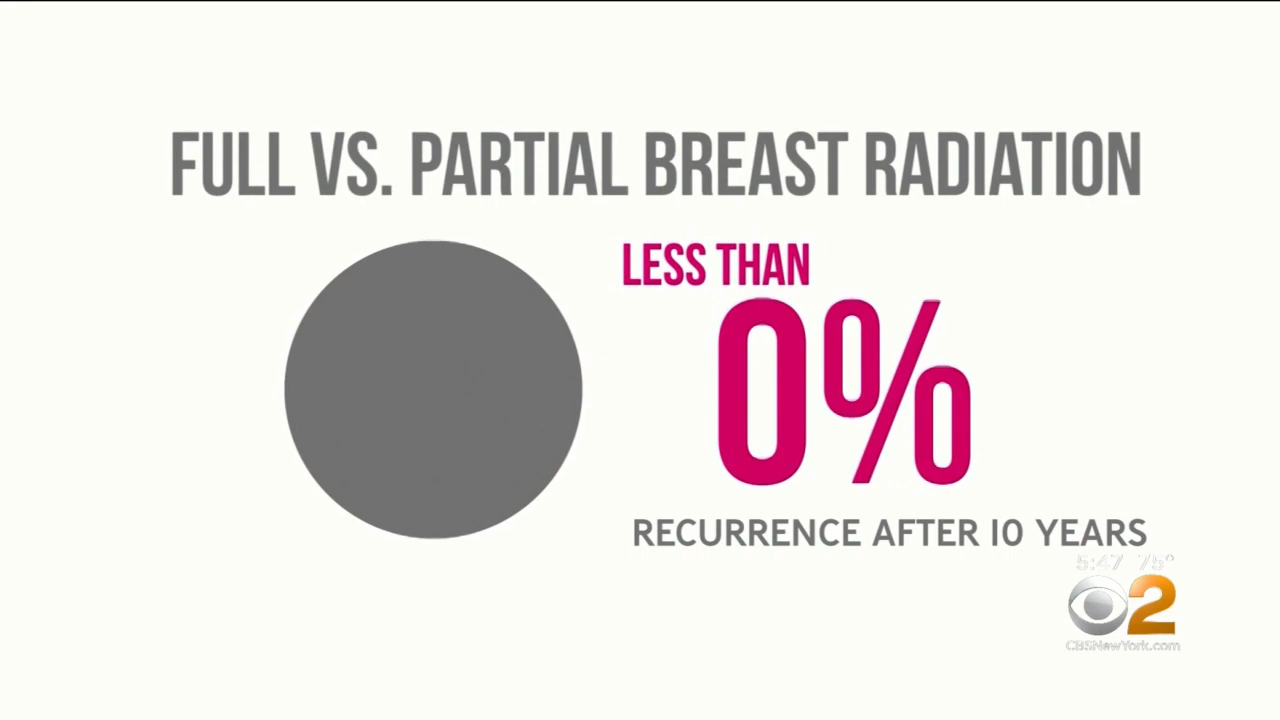 FULL VS. PARTIAL BREAST RADIATION
LESS THAN
0%
RECURRENCE AFTER 10 YEARS
5:47 75°
2
CBSNewYork.com